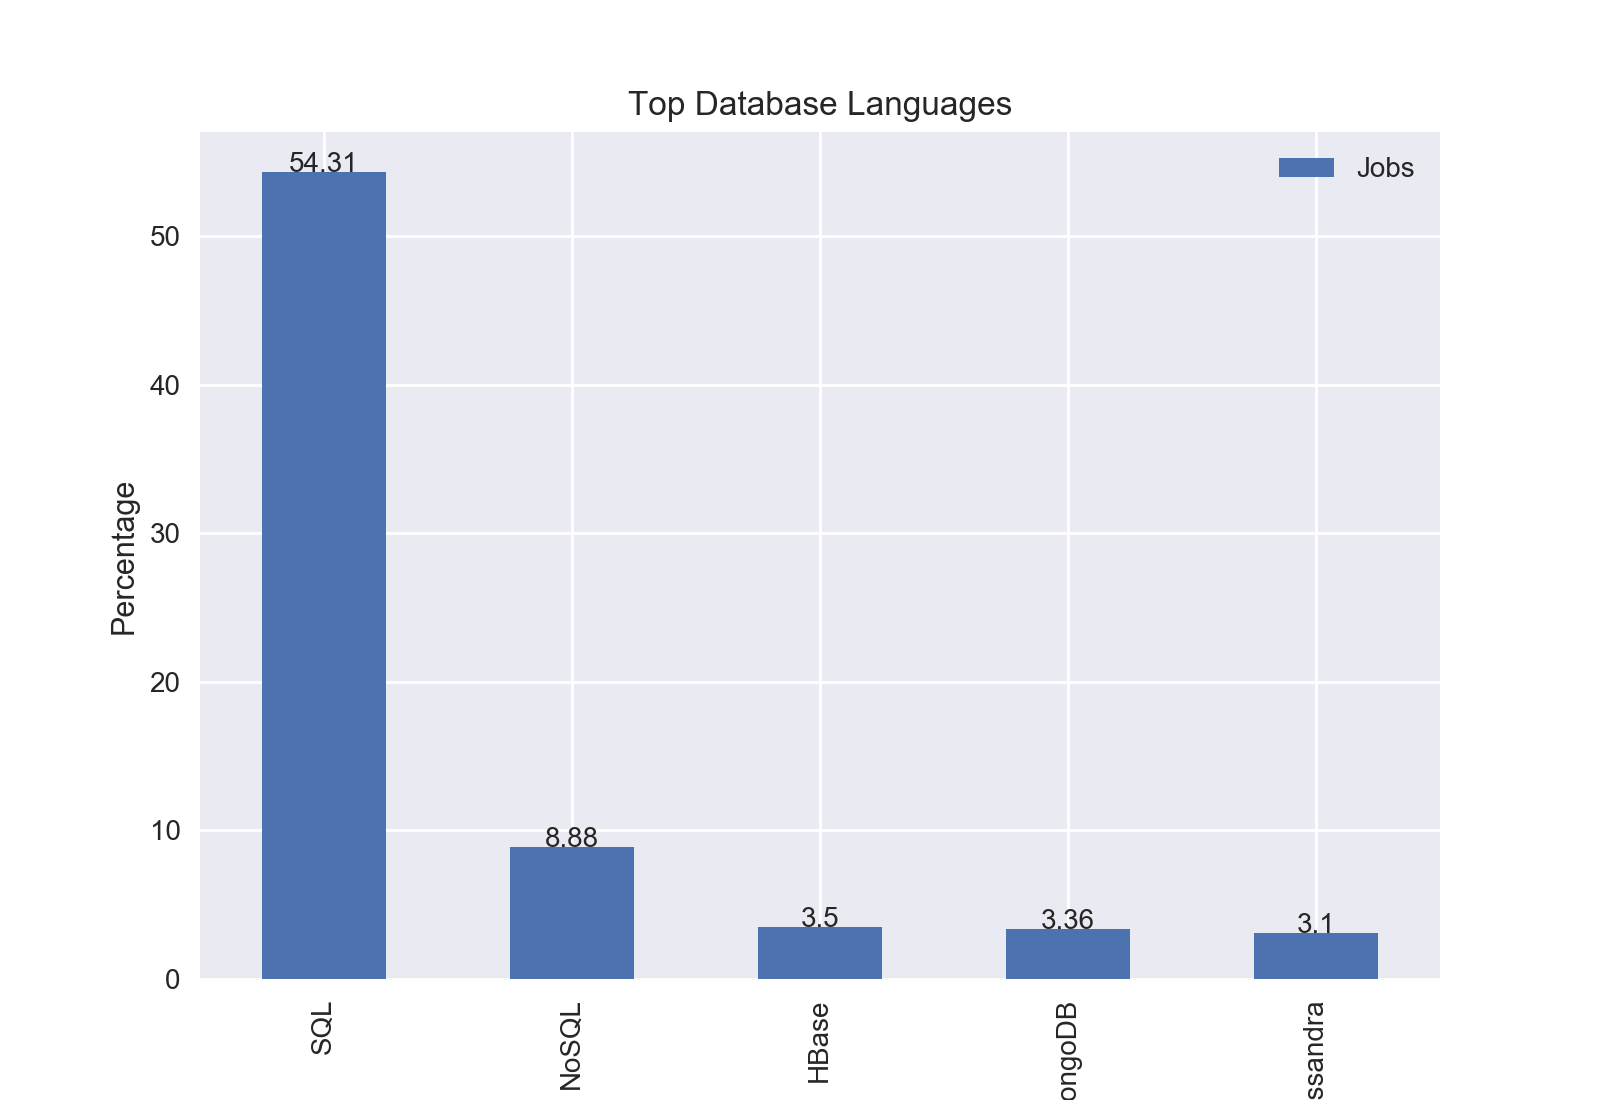 Top Database Languages
Jobs
Percentage
50
40
30
20
10
0
54.31
8.88
3.5
3.36
3.1
SQL
NoSQL
HBase
ongoDB
ssandra